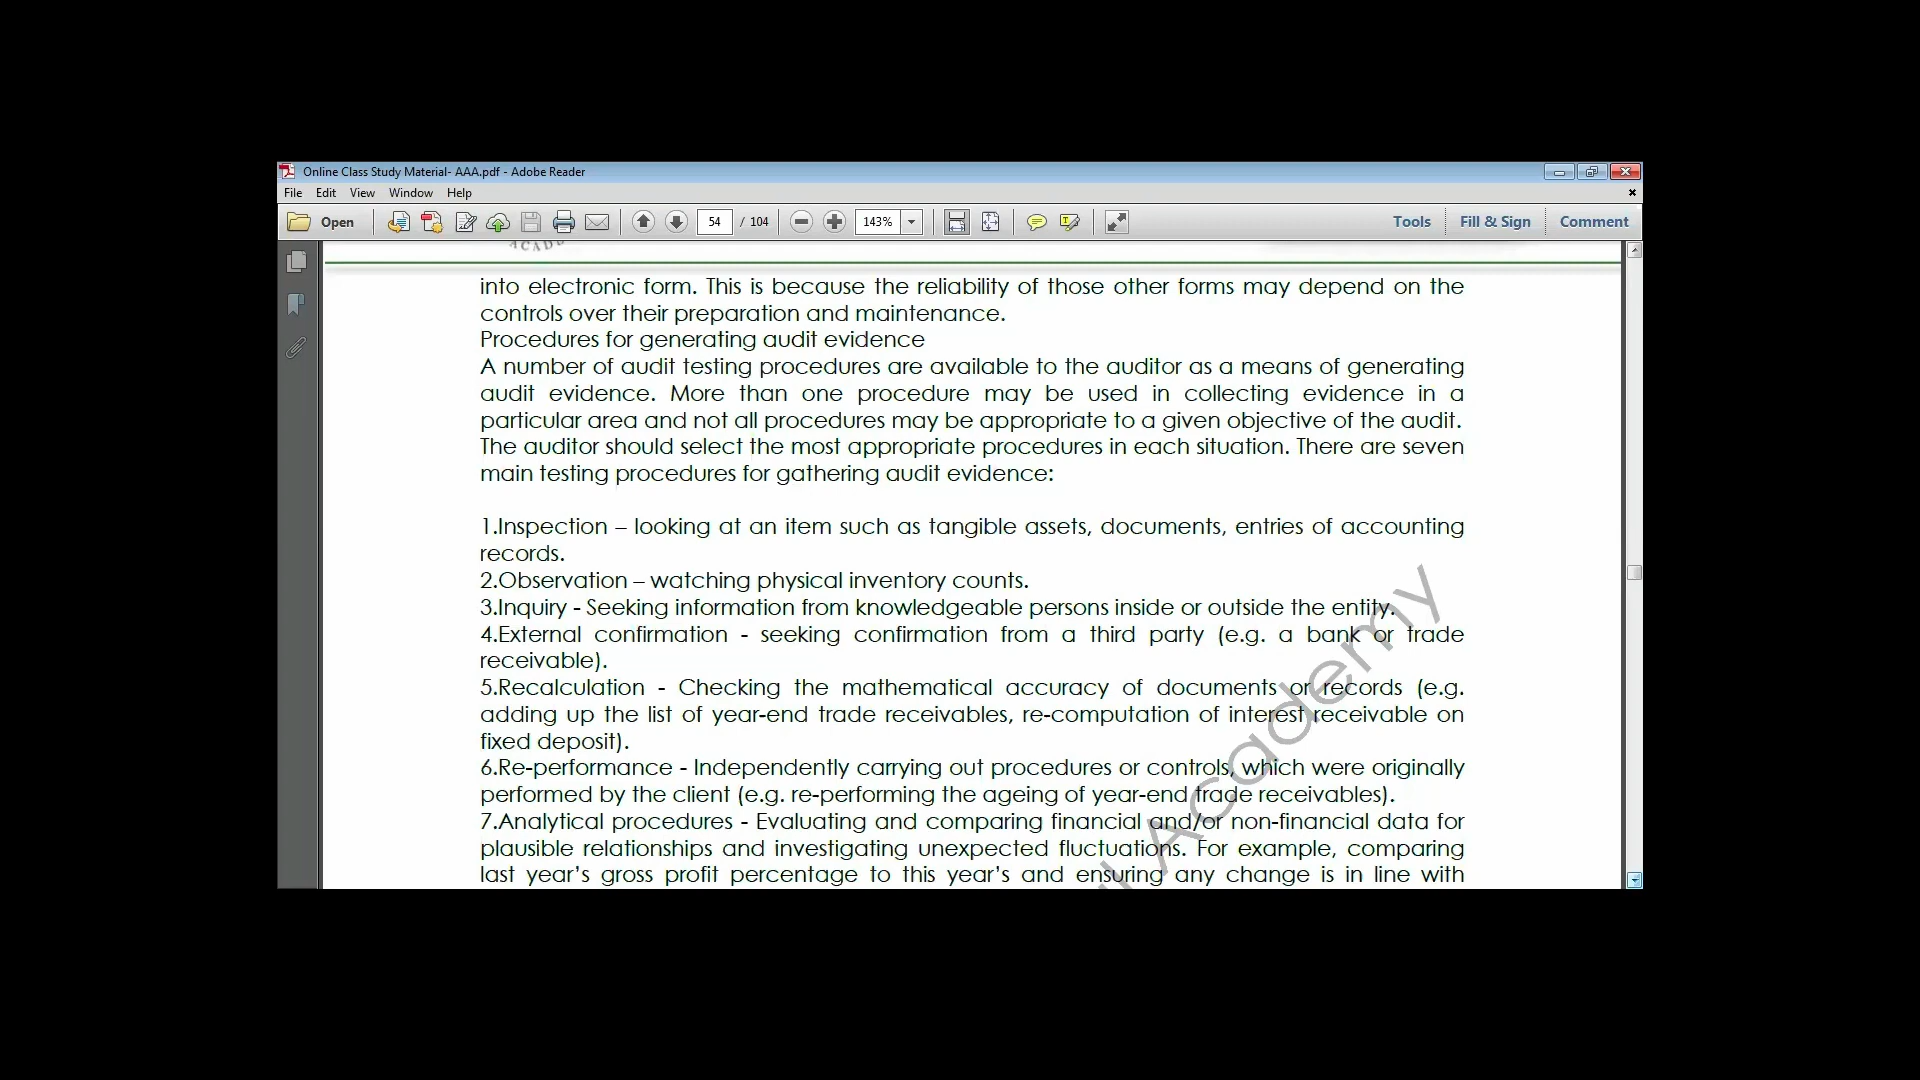 Online Class Study Material- AAA.pdf - Adobe Reader
File Edit View Window Help
Open 54 / 104 143% Tools Fill & Sign Comment
into electronic form. This is because the reliability of those other forms may depend on the
controls over their preparation and maintenance.
Procedures for generating audit evidence
A number of audit testing procedures are available to the auditor as a means of generating
audit evidence. More than one procedure may be used in collecting evidence in a
particular area and not all procedures may be appropriate to a given objective of the audit.
The auditor should select the most appropriate procedures in each situation. There are seven
main testing procedures for gathering audit evidence:
1.Inspection – looking at an item such as tangible assets, documents, entries of accounting
records.
2.Observation – watching physical inventory counts.
3.Inquiry - Seeking information from knowledgeable persons inside or outside the entity.
4.External confirmation - seeking confirmation from a third party (e.g. a bank or trade
receivable).
5.Recalculation - Checking the mathematical accuracy of documents or records (e.g.
adding up the list of year-end trade receivables, re-computation of interest receivable on
fixed deposit).
6.Re-performance - Independently carrying out procedures or controls, which were originally
performed by the client (e.g. re-performing the ageing of year-end trade receivables).
7.Analytical procedures - Evaluating and comparing financial and/or non-financial data for
plausible relationships and investigating unexpected fluctuations. For example, comparing
last year’s gross profit percentage to this year’s and ensuring any change is in line with
Academy